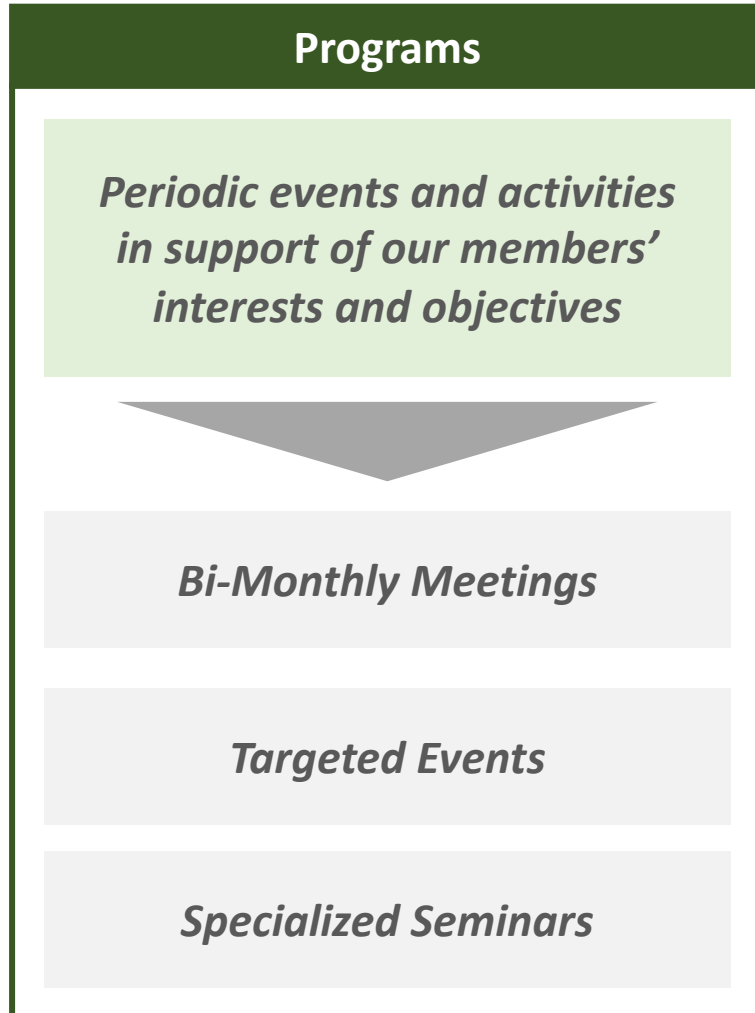 Programs
Periodic events and activities
in support of our members’
interests and objectives
Bi-Monthly Meetings
Targeted Events
Specialized Seminars